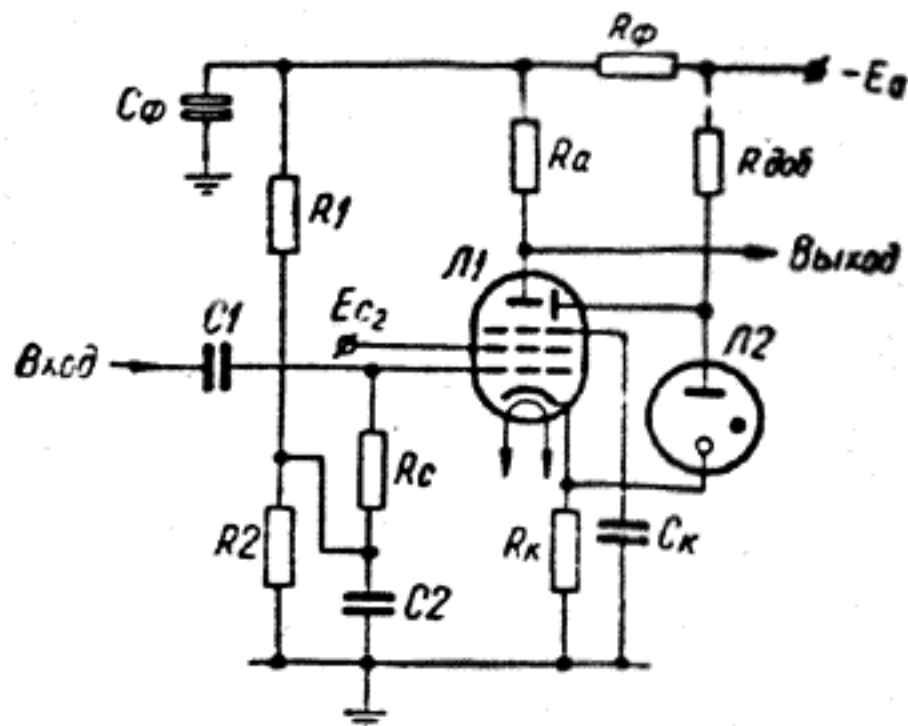 Rф
Cф
-Ea
Ra
Rдоб
R1
Л1
Выход
C1
Ec₂
Вход
Л2
Rc
R2
Rк
Cк
C2